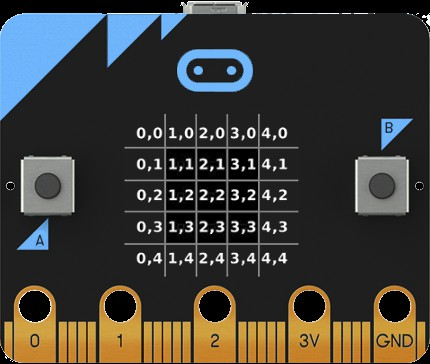 0,0 1,0 2,0 3,0 4,0
B
0,1 1,1 2,1 3,1 4,1
0,2 1,2 2,2 3,2 4,2
0,3 1,3 2,3 3,3 4,3
A
0,4 1,4 2,4 3,4 4,4
0 1 2 3V GND